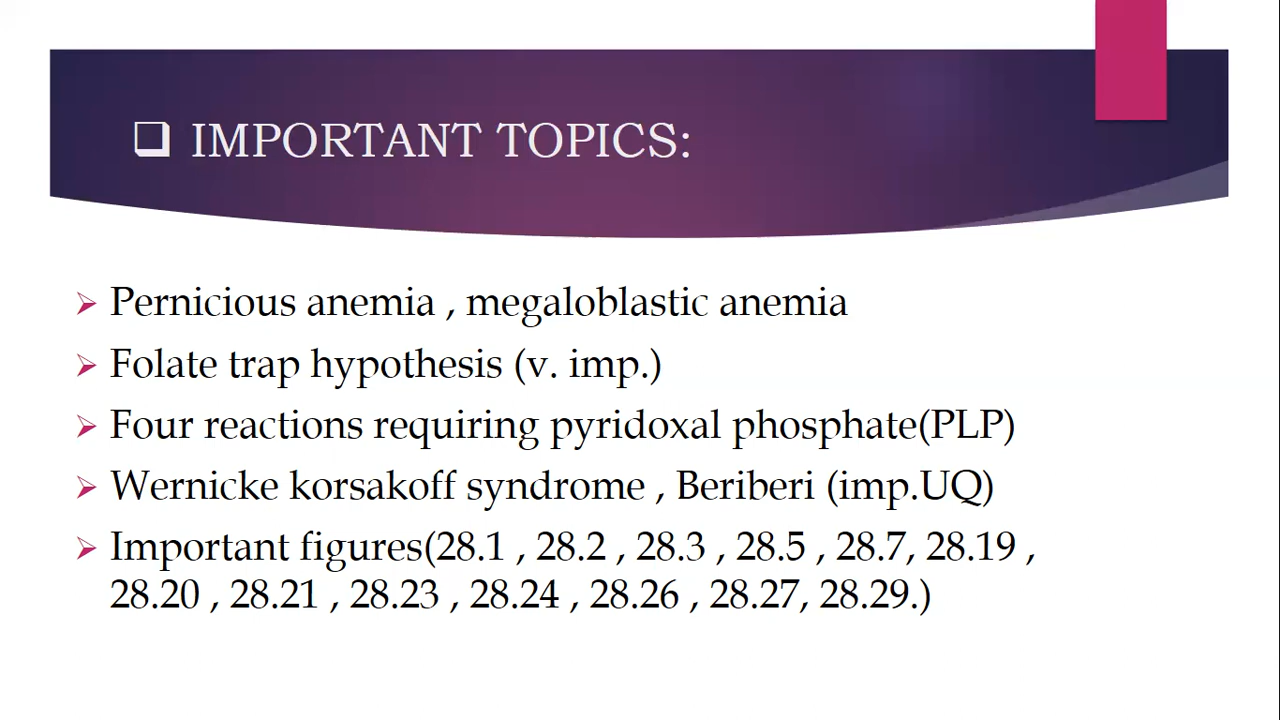 ❑ IMPORTANT TOPICS:
➢ Pernicious anemia , megaloblastic anemia
➢ Folate trap hypothesis (v. imp.)
➢ Four reactions requiring pyridoxal phosphate(PLP)
➢ Wernicke korsakoff syndrome , Beriberi (imp.UQ)
➢ Important figures(28.1 , 28.2 , 28.3 , 28.5 , 28.7, 28.19 ,
28.20 , 28.21 , 28.23 , 28.24 , 28.26 , 28.27, 28.29.)